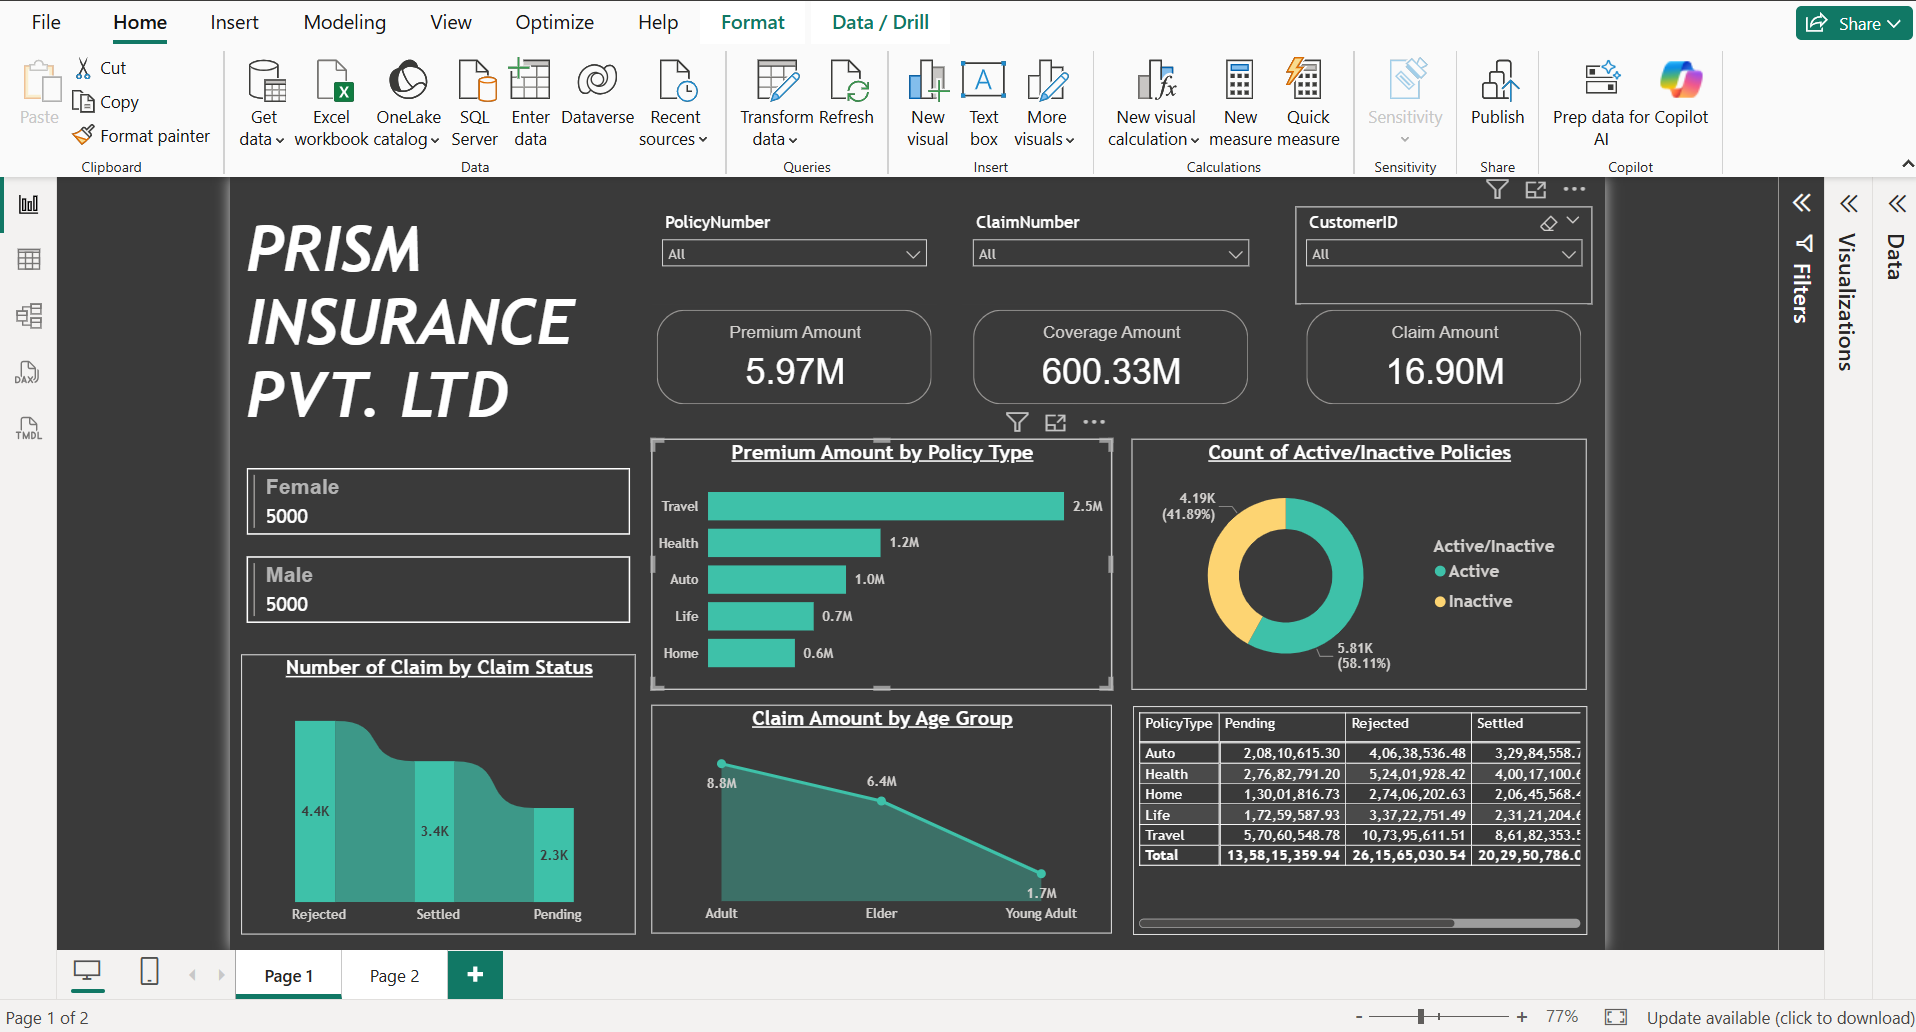 File Home Insert Modeling View Optimize Help Format Data / Drill Share
Paste
Cut
Copy
Format painter
Clipboard
Get data
Excel workbook
OneLake catalog
SQL Server
Enter data
Dataverse
Recent sources
Data
Transform data
Refresh
Queries
New visual
Text box
More visuals
Insert
New visual calculation
New measure
Quick measure
Calculations
Sensitivity
Sensitivity
Publish
Share
Prep data for AI
Copilot
Copilot
DAX
TMDL
PRISM
INSURANCE
PVT. LTD
PolicyNumber
All
ClaimNumber
All
CustomerID
All
Premium Amount
5.97M
Coverage Amount
600.33M
Claim Amount
16.90M
Female
5000
Male
5000
Premium Amount by Policy Type
Travel 2.5M
Health 1.2M
Auto 1.0M
Life 0.7M
Home 0.6M
Count of Active/Inactive Policies
4.19K
(41.89%)
5.81K
(58.11%)
Active/Inactive
Active
Inactive
Number of Claim by Claim Status
4.4K
3.4K
2.3K
Rejected Settled Pending
Claim Amount by Age Group
8.8M
6.4M
1.7M
Adult Elder Young Adult
PolicyType Pending Rejected Settled
Auto 2,08,10,615.30 4,06,38,536.48 3,29,84,558.
Health 2,76,82,791.20 5,24,01,928.42 4,00,17,100.
Home 1,30,01,816.73 2,74,06,202.63 2,06,45,568.
Life 1,72,59,587.93 3,37,22,751.49 2,31,21,204.
Travel 5,70,60,548.78 10,73,95,611.51 8,61,82,353.
Total 13,58,15,359.94 26,15,65,030.54 20,29,50,786.0
Filters
Visualizations
Data
Page 1 Page 2 +
Page 1 of 2
- + 77% Update available (click to download)